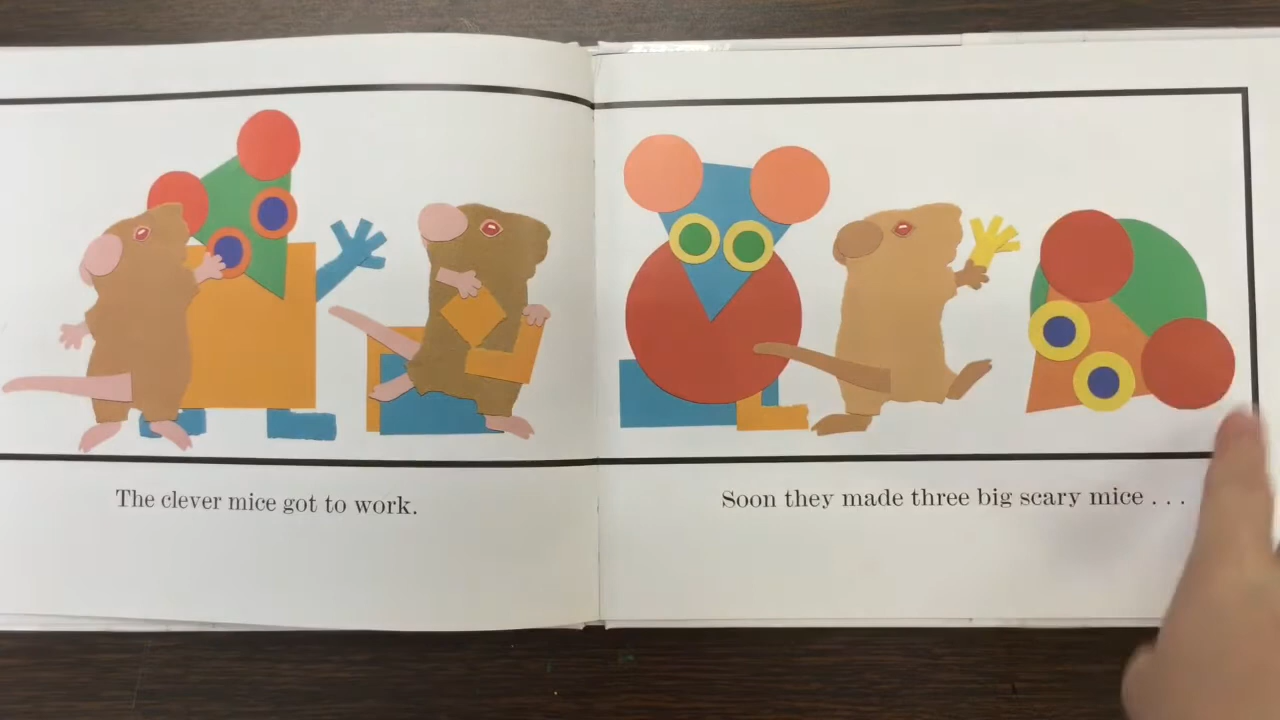 The clever mice got to work.
Soon they made three big scary mice . . .